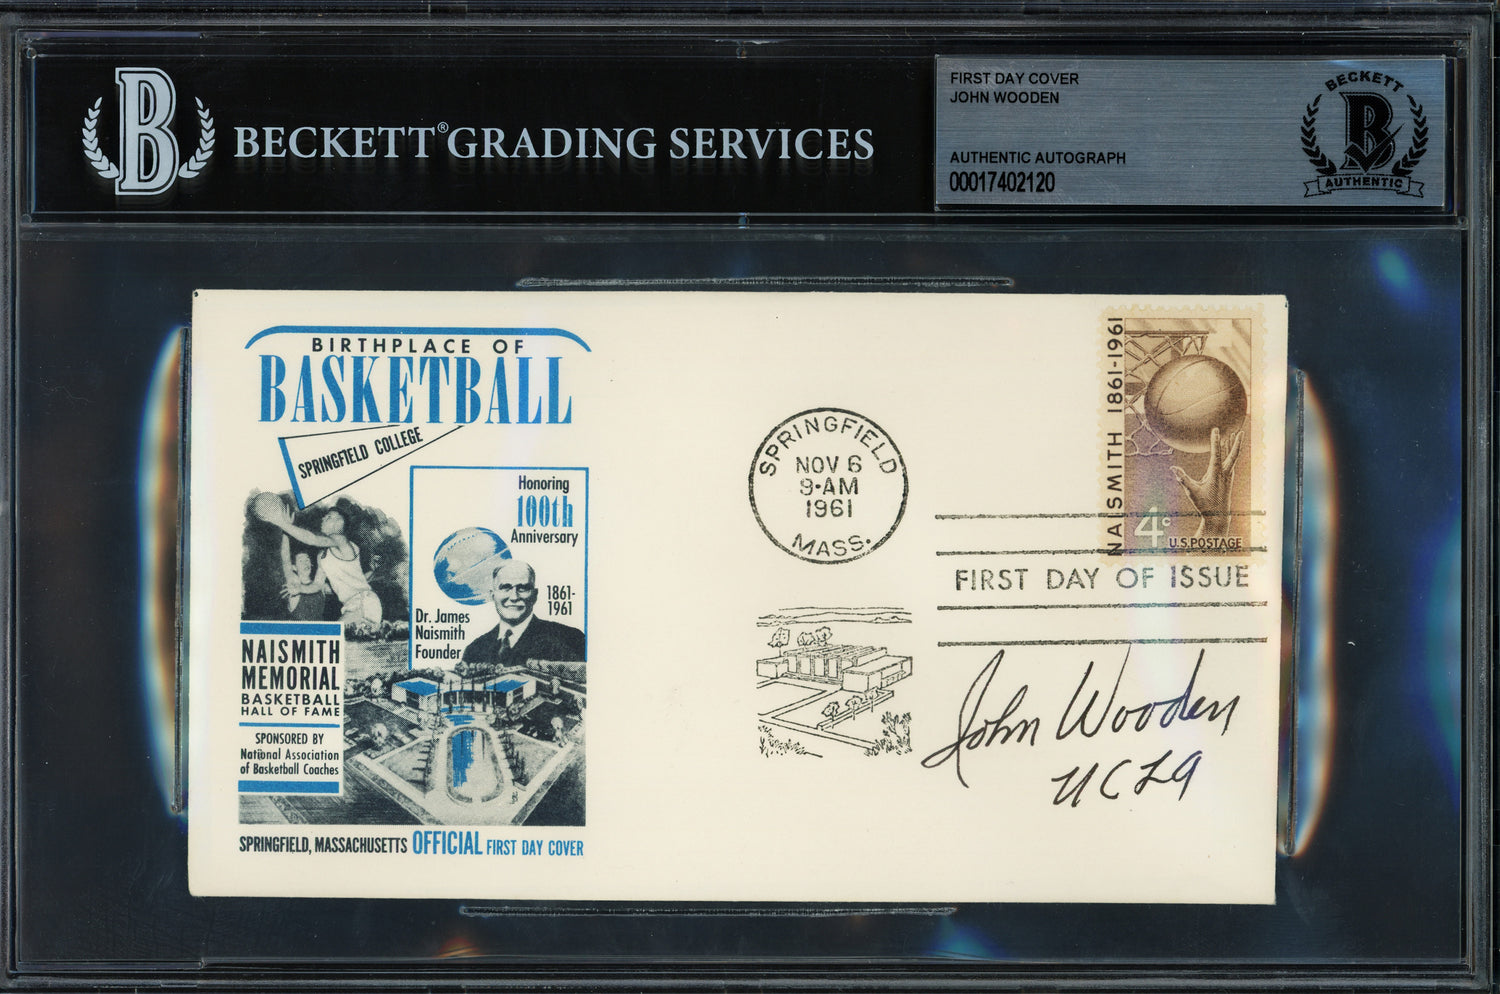 B BECKETT® GRADING SERVICES
FIRST DAY COVER
JOHN WOODEN
AUTHENTIC AUTOGRAPH
00017402120
BECKETT
B
AUTHENTIC
BIRTHPLACE OF
BASKETBALL
SPRINGFIELD COLLEGE
Honoring
100th
Anniversary
1861-
1961
Dr. James
Naismith
Founder
NAISMITH
MEMORIAL
BASKETBALL
HALL OF FAME
SPONSORED BY
National Association
of Basketball Coaches
SPRINGFIELD, MASSACHUSETTS OFFICIAL FIRST DAY COVER
SPRINGFIELD
NOV 6
9-AM
1961
MASS.
NAISMITH 1861-1961
4c
U.S. POSTAGE
FIRST DAY OF ISSUE
John Wooden
UCLA